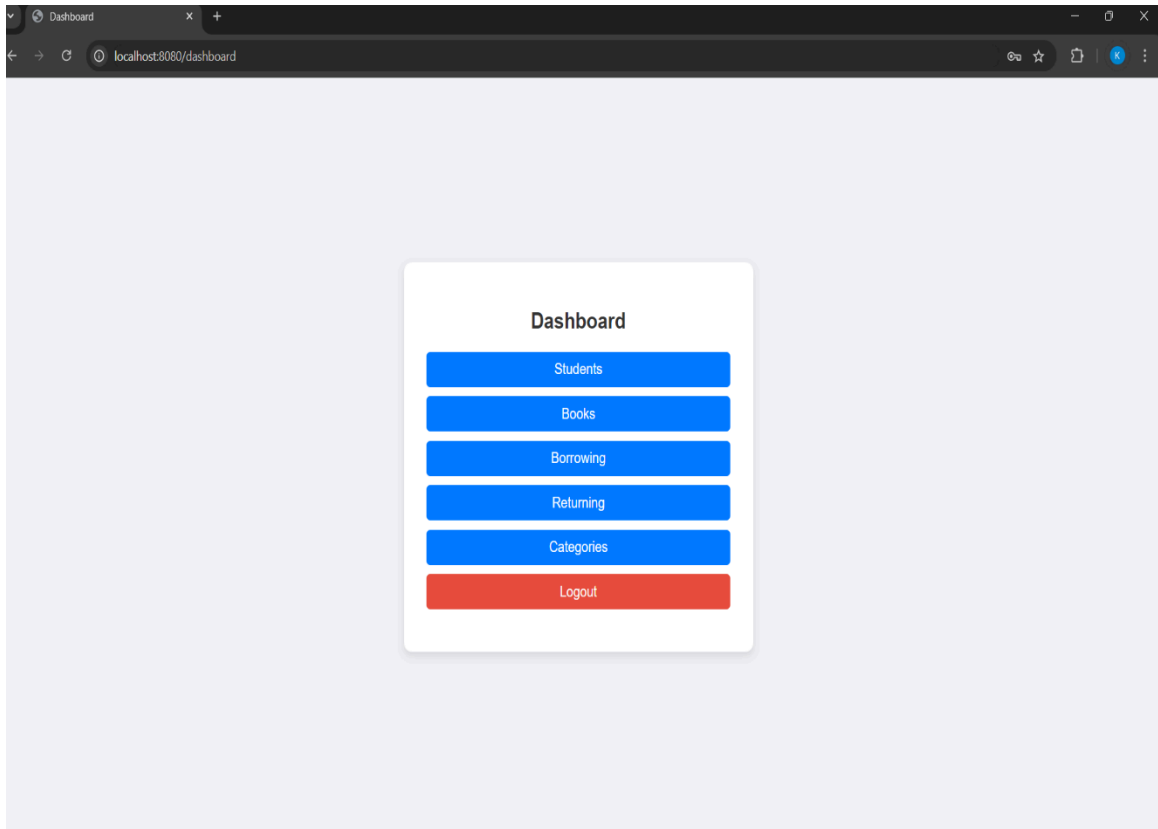 Dashboard
localhost:8080/dashboard
K
Dashboard
Students
Books
Borrowing
Returning
Categories
Logout